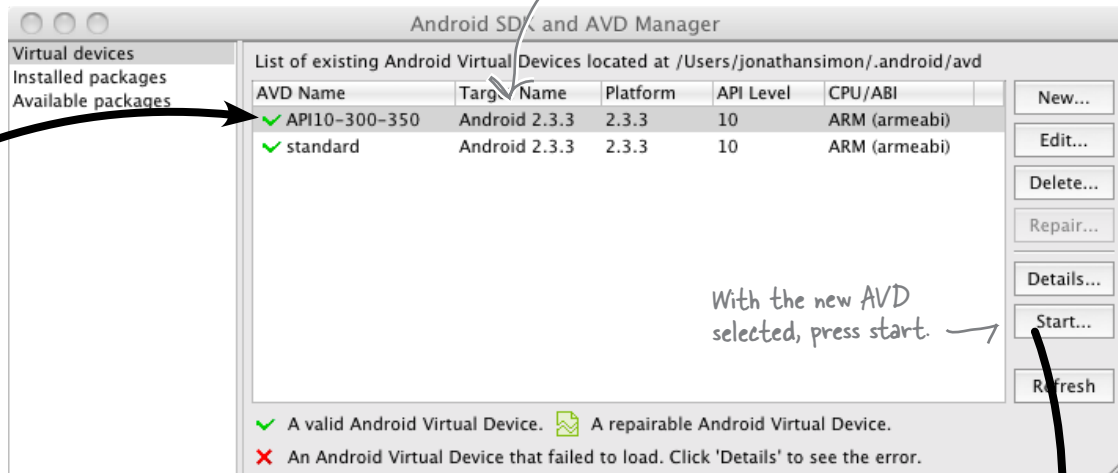 Android SDK and AVD Manager
Virtual devices
Installed packages
Available packages
List of existing Android Virtual Devices located at /Users/jonathansimon/.android/avd
AVD Name Target Name Platform API Level CPU/ABI
API10-300-350 Android 2.3.3 2.3.3 10 ARM (armeabi)
standard Android 2.3.3 2.3.3 10 ARM (armeabi)
New...
Edit...
Delete...
Repair...
Details...
Start...
Refresh
With the new AVD
selected, press start.
A valid Android Virtual Device. A repairable Android Virtual Device.
An Android Virtual Device that failed to load. Click 'Details' to see the error.